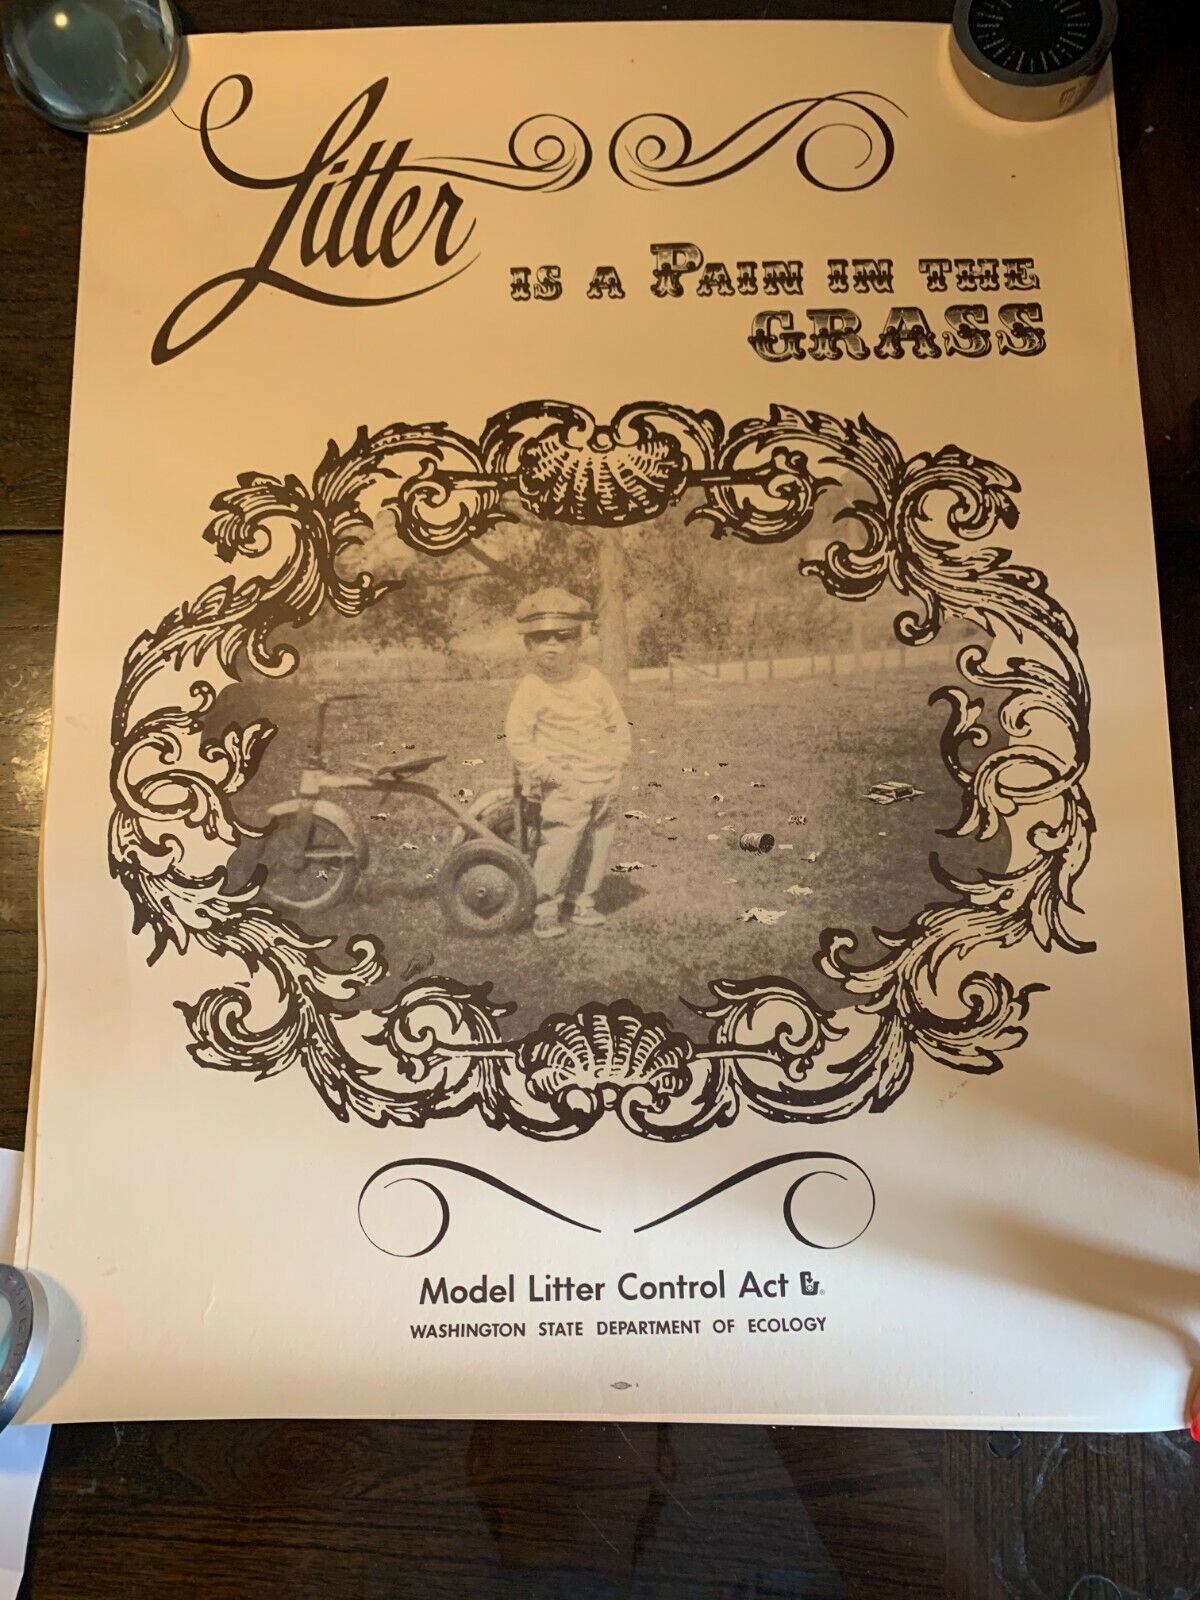 Litter
IS A PAIN IN THE
GRASS
Model Litter Control Act
WASHINGTON STATE DEPARTMENT OF ECOLOGY